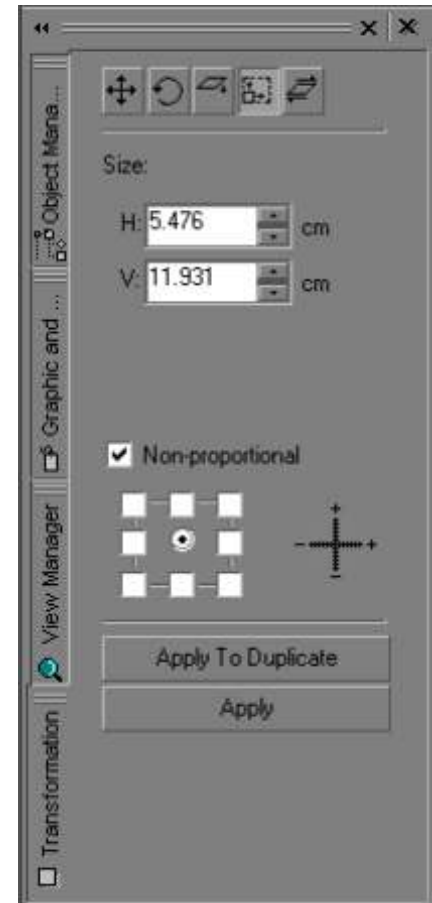 Object Mana...
Graphic and ...
View Manager
Transformation
Size:
H: 5.476 cm
V: 11.931 cm
Non-proportional
Apply To Duplicate
Apply